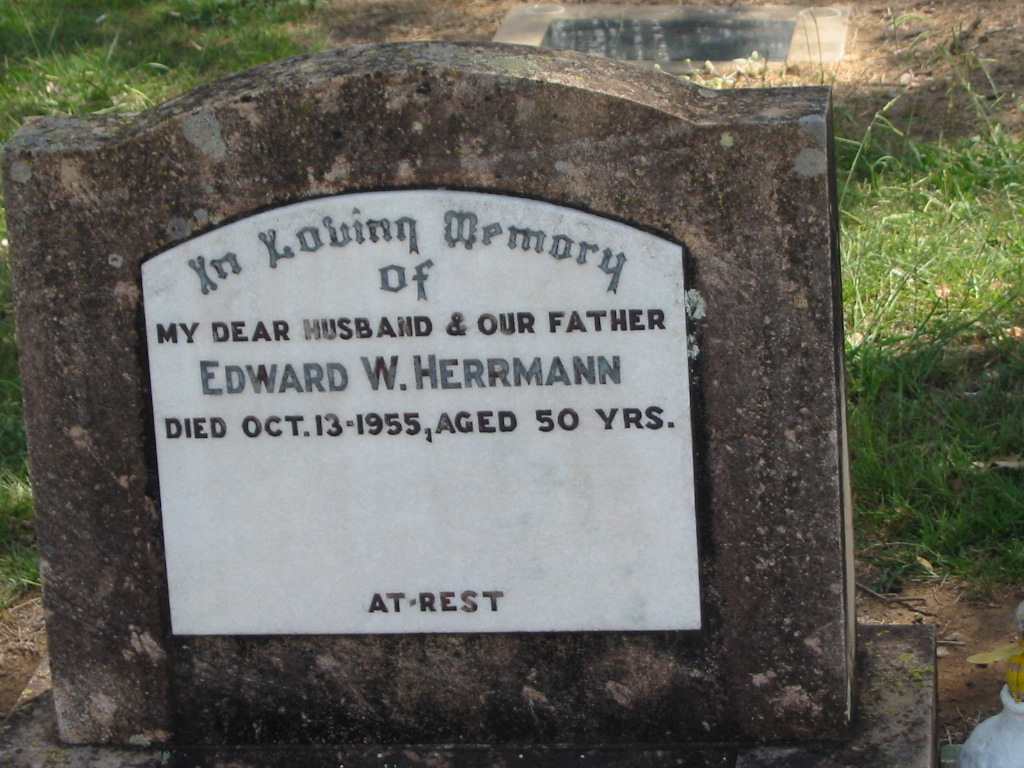 In Loving Memory
of
MY DEAR HUSBAND & OUR FATHER
EDWARD W. HERRMANN
DIED OCT. 13-1955, AGED 50 YRS.
AT-REST